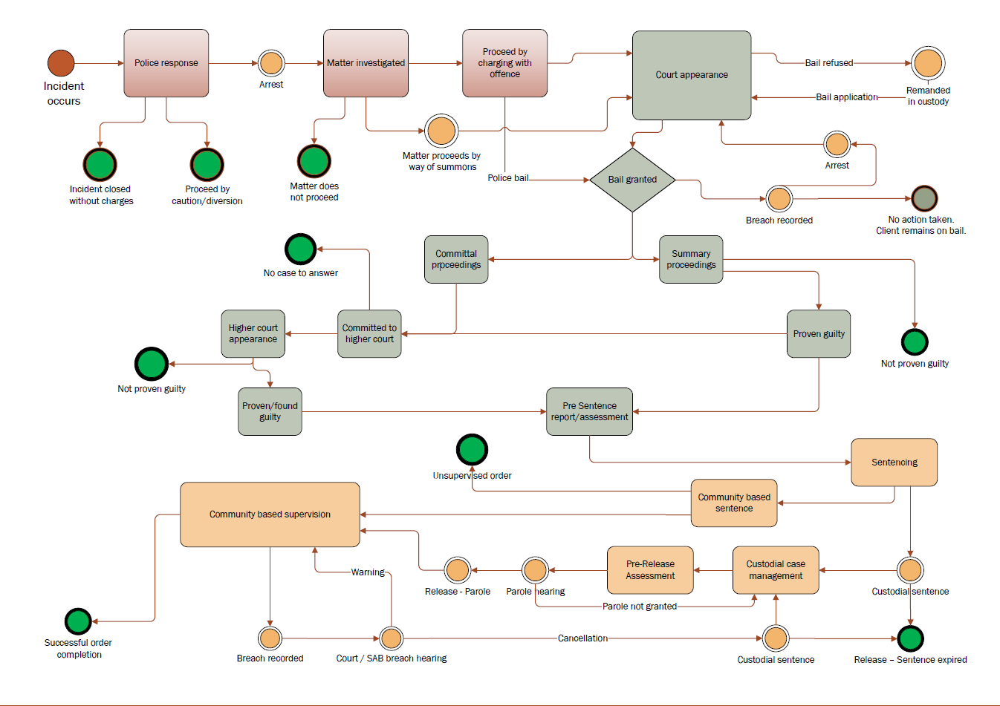 Incident
occurs
Police response
Arrest
Matter investigated
Proceed by
charging with
offence
Court appearance
Bail refused
Remanded
in custody
Bail application
Incident closed
without charges
Proceed by
caution/diversion
Matter does
not proceed
Matter proceeds by
way of summons
Police bail
Bail granted
Arrest
Breach recorded
No action taken.
Client remains on bail.
No case to answer
Committal
proceedings
Summary
proceedings
Higher court
appearance
Committed to
higher court
Proven guilty
Not proven guilty
Not proven guilty
Proven/found
guilty
Pre Sentence
report/assessment
Unsupervised order
Sentencing
Community based supervision
Community based
sentence
Warning
Release - Parole
Parole hearing
Pre-Release
Assessment
Custodial case
management
Custodial sentence
Parole not granted
Successful order
completion
Breach recorded
Court / SAB breach hearing
Cancellation
Custodial sentence
Release – Sentence expired